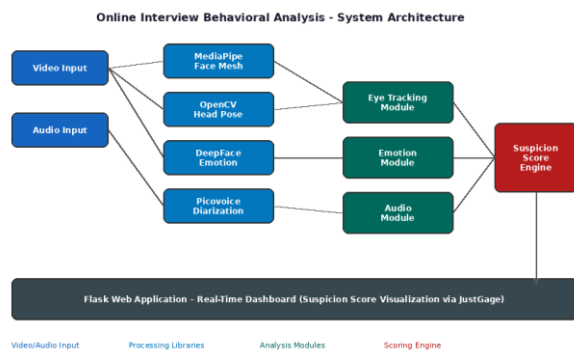 Online Interview Behavioral Analysis - System Architecture
Video Input
Audio Input
MediaPipe
Face Mesh
OpenCV
Head Pose
DeepFace
Emotion
Picovoice
Diarization
Eye Tracking
Module
Emotion
Module
Audio
Module
Suspicion
Score
Engine
Flask Web Application - Real-Time Dashboard (Suspicion Score Visualization via JustGage)
Video/Audio Input
Processing Libraries
Analysis Modules
Scoring Engine